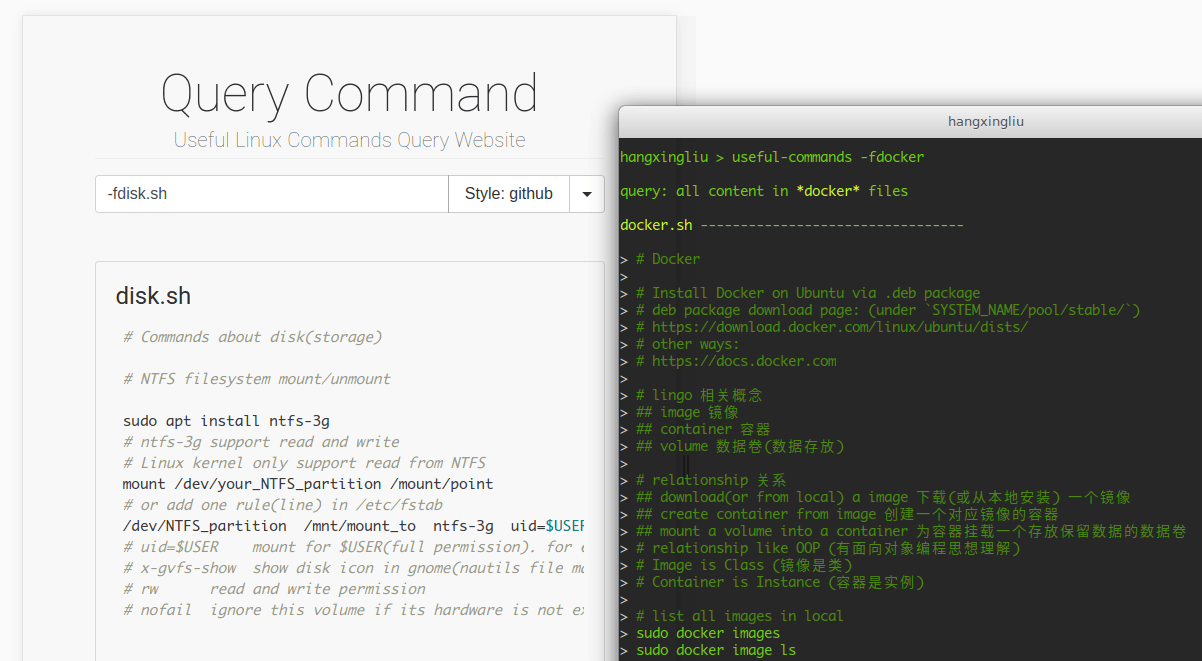 Query Command
Useful Linux Commands Query Website
-fdisk.sh
Style: github
disk.sh
# Commands about disk(storage)
# NTFS filesystem mount/unmount
sudo apt install ntfs-3g
# ntfs-3g support read and write
# Linux kernel only support read from NTFS
mount /dev/your_NTFS_partition /mount/point
# or add one rule(line) in /etc/fstab
/dev/NTFS_partition  /mnt/mount_to  ntfs-3g  uid=$USER
# uid=$USER    mount for $USER(full permission). for
# x-gvfs-show  show disk icon in gnome(nautils file
# rw      read and write permission
# nofail  ignore this volume if its hardware is not
hangxingliu
hangxingliu > useful-commands -fdocker
query: all content in *docker* files
docker.sh ---------------------------------
> # Docker
>
> # Install Docker on Ubuntu via .deb package
> # deb package download page: (under `SYSTEM_NAME/pool/stable/`)
> # https://download.docker.com/linux/ubuntu/dists/
> # other ways:
> # https://docs.docker.com
>
> # lingo 相关概念
> ## image 镜像
> ## container 容器
> ## volume 数据卷(数据存放)
>
> # relationship 关系
> ## download(or from local) a image 下载(或从本地安装) 一个镜像
> ## create container from image 创建一个对应镜像的容器
> ## mount a volume into a container 为容器挂载一个存放保留数据的数据卷
> # relationship like OOP (有面向对象编程思想理解)
> # Image is Class (镜像是类)
> # Container is Instance (容器是实例)
>
> # list all images in local
> sudo docker images
> sudo docker image ls